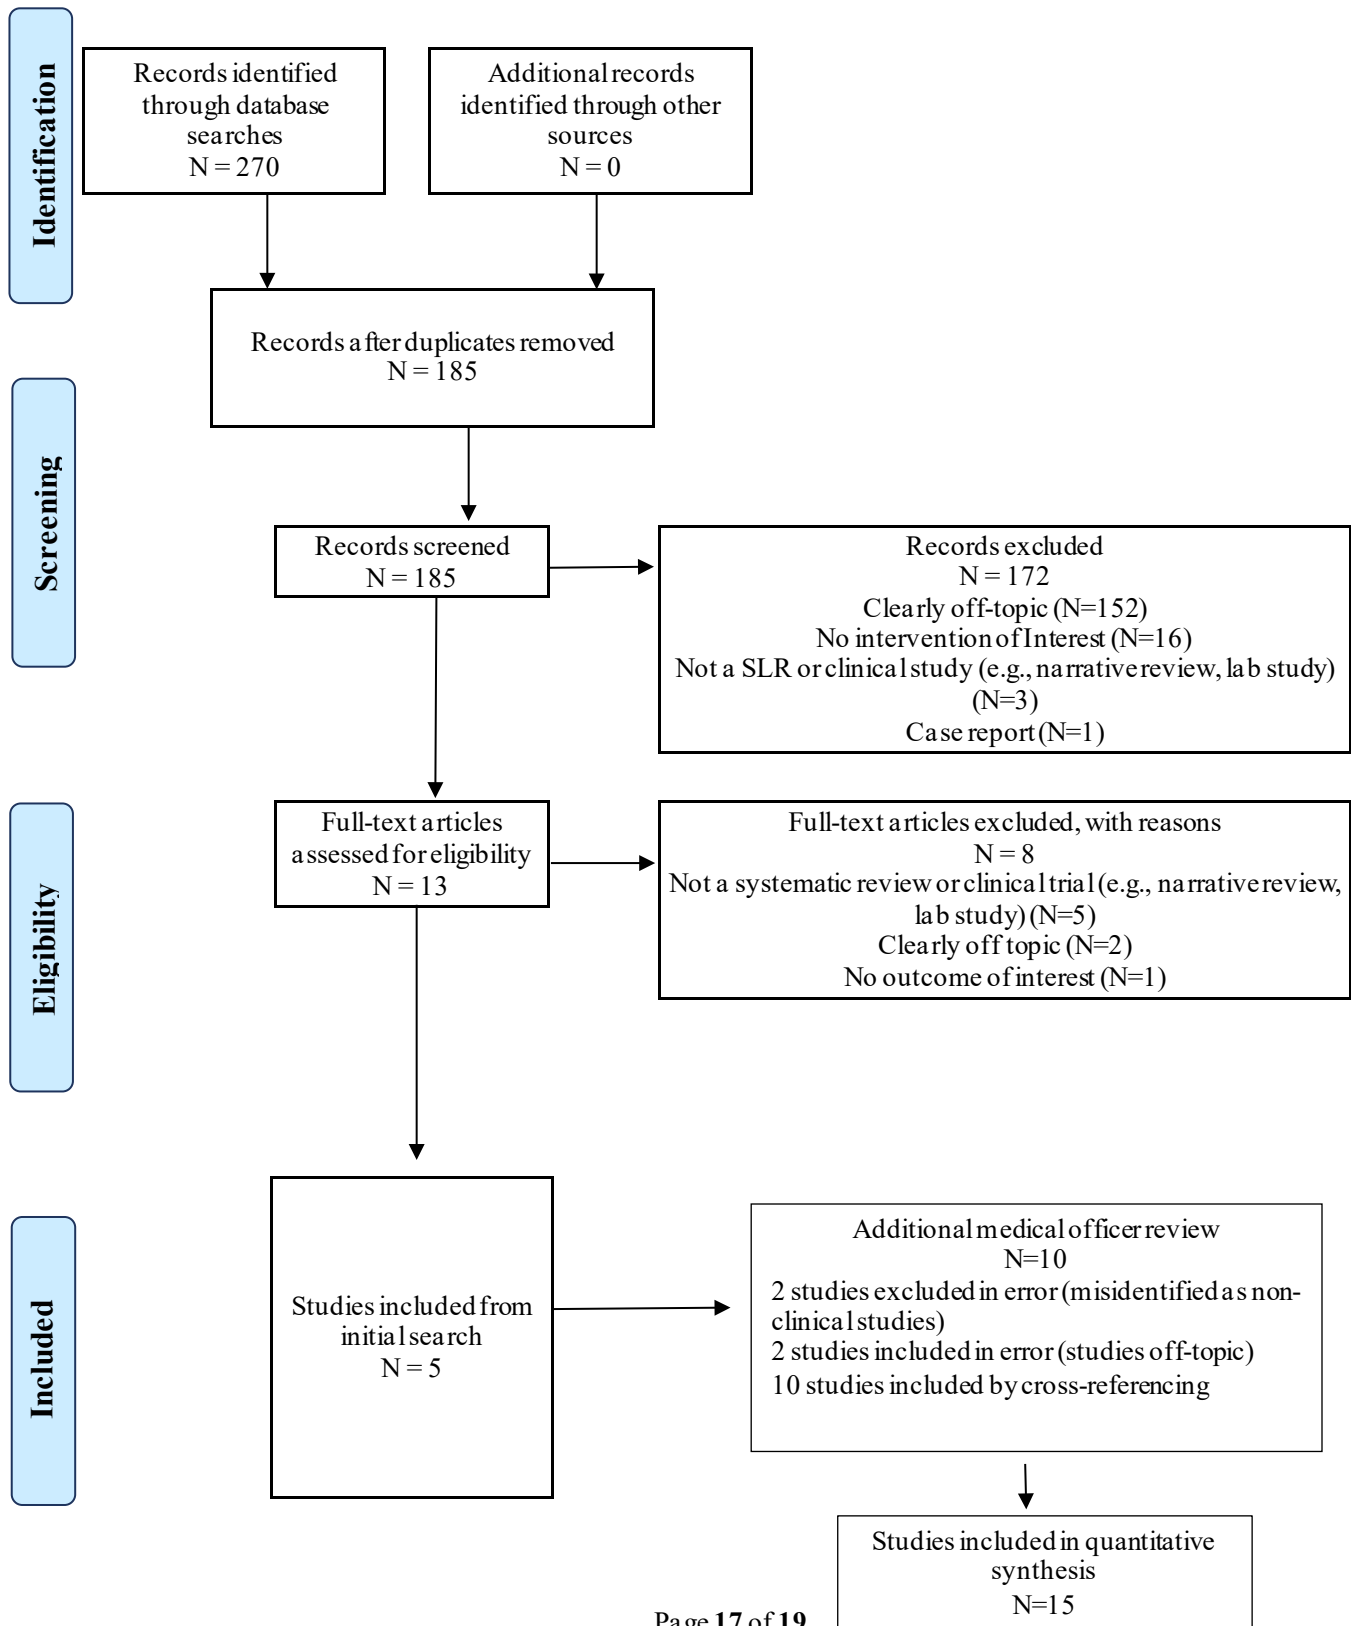 Identification
Records identified
through database
searches
N = 270
Additional records
identified through other
sources
N = 0
Records after duplicates removed
N = 185
Screening
Records screened
N = 185
Records excluded
N = 172
Clearly off-topic (N=152)
No intervention of Interest (N=16)
Not a SLR or clinical study (e.g., narrative review, lab study)
(N=3)
Case report (N=1)
Eligibility
Full-text articles
assessed for eligibility
N = 13
Full-text articles excluded, with reasons
N = 8
Not a systematic review or clinical trial (e.g., narrative review,
lab study) (N=5)
Clearly off topic (N=2)
No outcome of interest (N=1)
Included
Studies included from
initial search
N = 5
Additional medical officer review
N=10
2 studies excluded in error (misidentified as non-
clinical studies)
2 studies included in error (studies off-topic)
10 studies included by cross-referencing
Studies included in quantitative
synthesis
N=15
Page 17 of 19